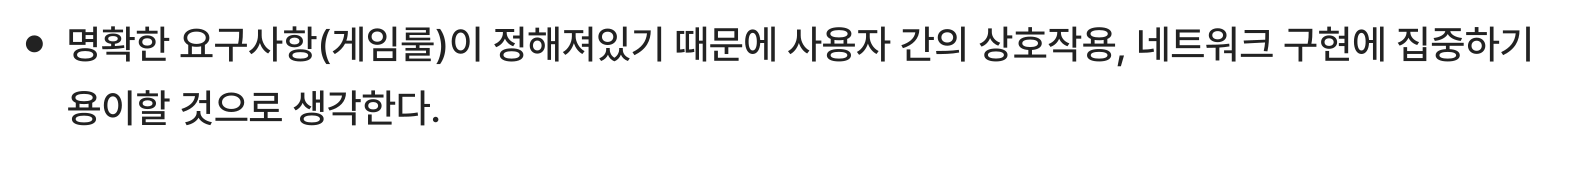 • 명확한 요구사항(게임룰)이 정해져있기 때문에 사용자 간의 상호작용, 네트워크 구현에 집중하기
용이할 것으로 생각한다.